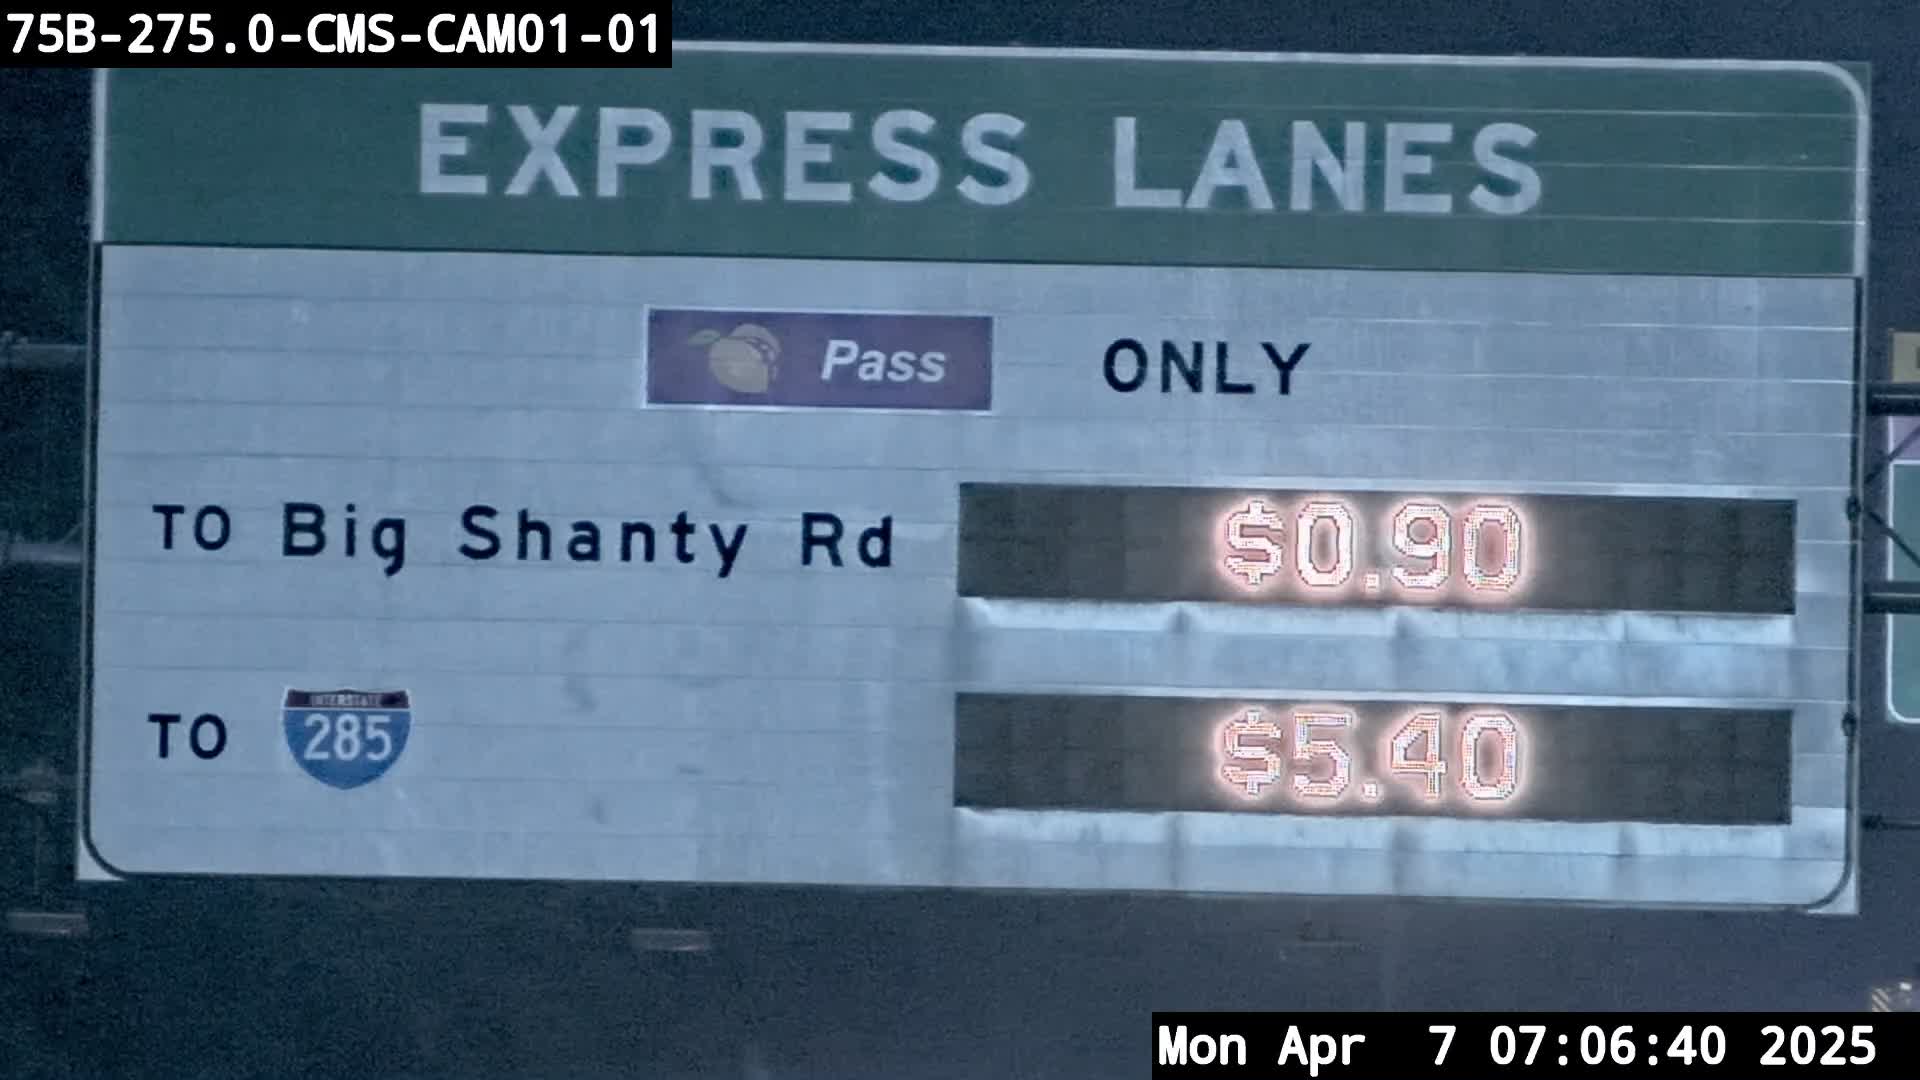 75B-275.0-CMS-CAM01-01
EXPRESS LANES
Pass ONLY
TO Big Shanty Rd $0.90
TO INTERSTATE 285 $5.40
Mon Apr 7 07:06:40 2025